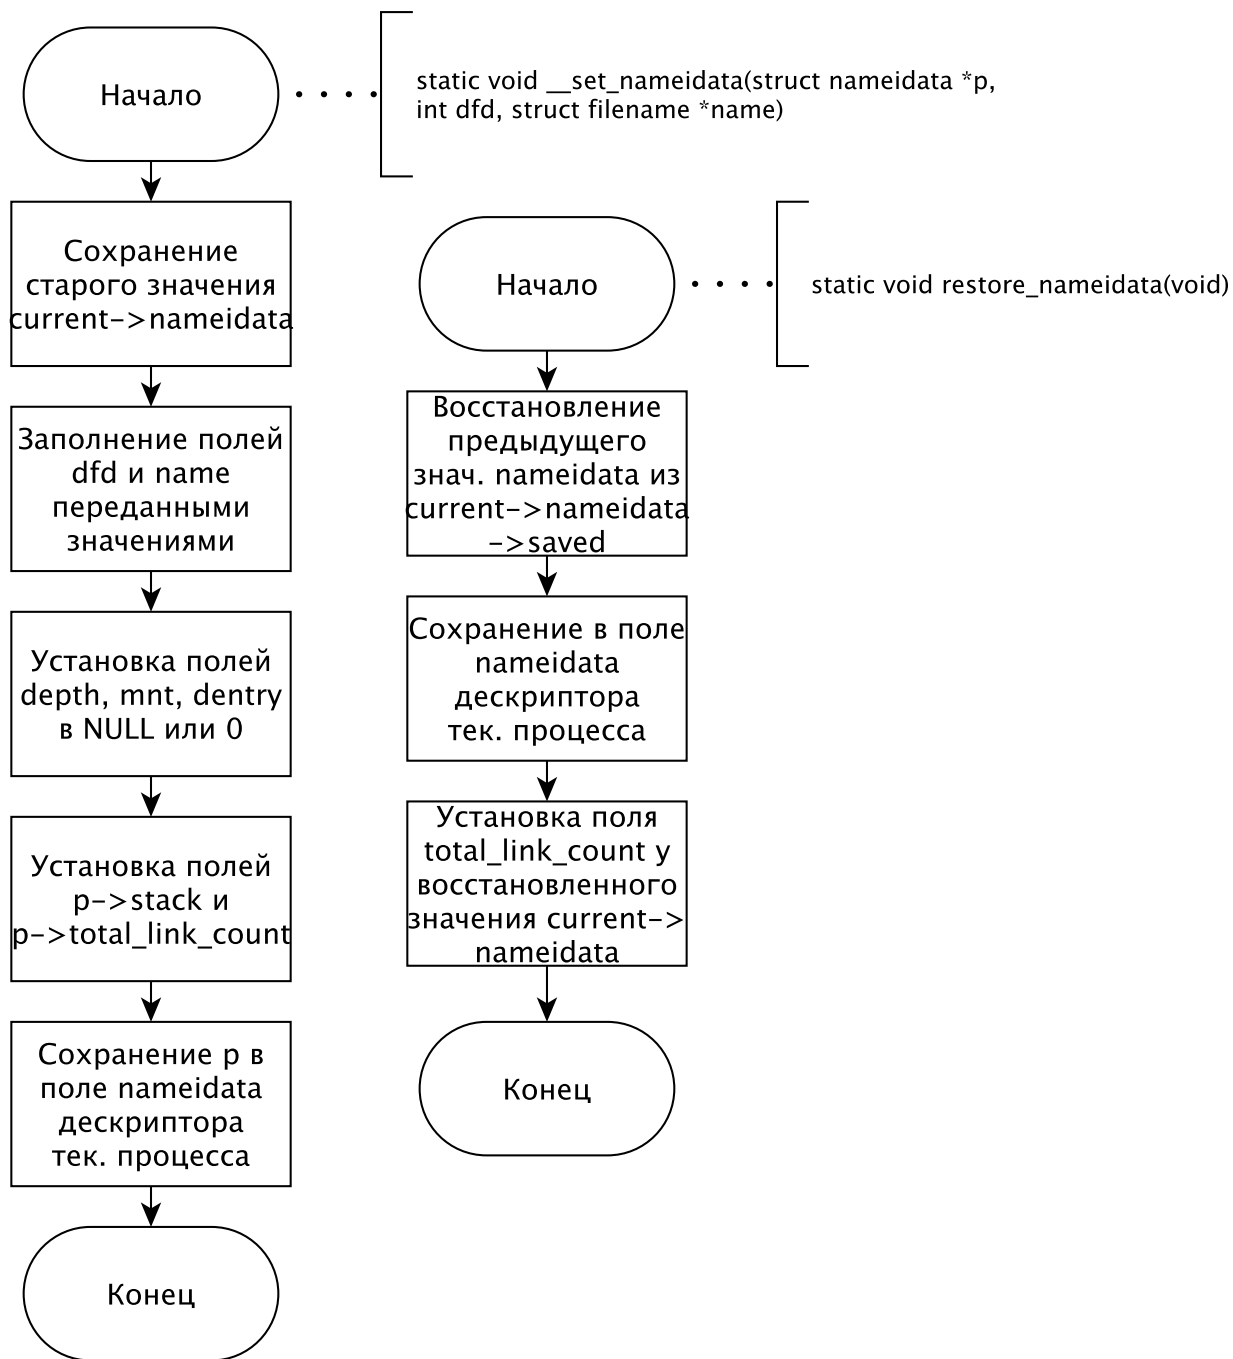 Начало
static void __set_nameidata(struct nameidata *p,
int dfd, struct filename *name)
Сохранение
старого значения
current->nameidata
Заполнение полей
dfd и name
переданными
значениями
Установка полей
depth, mnt, dentry
в NULL или 0
Установка полей
p->stack и
p->total_link_count
Сохранение p в
поле nameidata
дескриптора
тек. процесса
Конец
Начало
static void restore_nameidata(void)
Восстановление
предыдущего
знач. nameidata из
current->nameidata
->saved
Сохранение в поле
nameidata
дескриптора
тек. процесса
Установка поля
total_link_count у
восстановленного
значения current->
nameidata
Конец